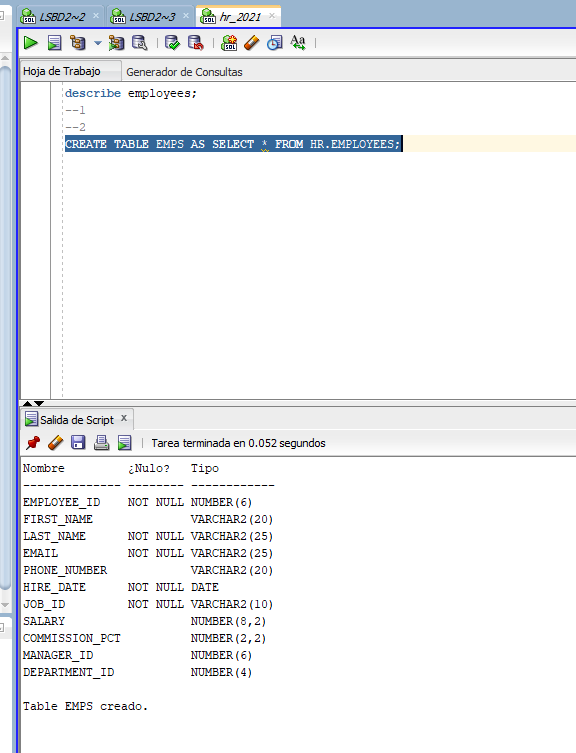 LSBD2~2 LSBD2~3 hr_2021
Hoja de Trabajo Generador de Consultas
describe employees;
--1
--2
CREATE TABLE EMPS AS SELECT * FROM HR.EMPLOYEES;
Salida de Script
Tarea terminada en 0.052 segundos
Nombre ¿Nulo? Tipo
-------------- -------- ------------
EMPLOYEE_ID NOT NULL NUMBER(6)
FIRST_NAME VARCHAR2(20)
LAST_NAME NOT NULL VARCHAR2(25)
EMAIL NOT NULL VARCHAR2(25)
PHONE_NUMBER VARCHAR2(20)
HIRE_DATE NOT NULL DATE
JOB_ID NOT NULL VARCHAR2(10)
SALARY NUMBER(8,2)
COMMISSION_PCT NUMBER(2,2)
MANAGER_ID NUMBER(6)
DEPARTMENT_ID NUMBER(4)
Table EMPS creado.